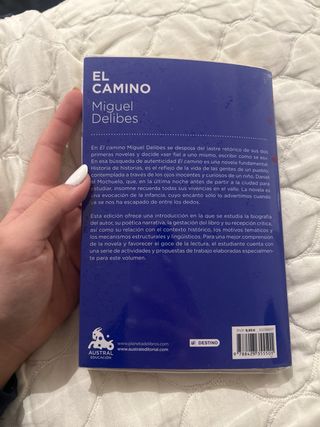 EL
CAMINO
Miguel
Delibes
En El camino Miguel Delibes se despoja del lastre retórico de sus dos
primeras novelas y decide «ser fiel a uno mismo, escribir como se es».
En esa búsqueda de autenticidad El camino es una novela fundamental.
Historia de historias, es el reflejo de la vida de las gentes de un pueblo,
contemplada a través de los ojos inocentes y curiosos de un niño, Daniel,
el Mochuelo, que, en la última noche antes de partir a la ciudad para
estudiar, insomne recuerda todas sus vivencias en el valle. La novela es
una evocación de la infancia, cuyo encanto sólo lo advertimos cuando
ya se nos ha escapado de entre los dedos.
Esta edición ofrece una introducción en la que se estudia la biografía
del autor, su poética narrativa, la gestación del libro y su recepción crítica,
así como su relación con el contexto histórico, los motivos temáticos y
los mecanismos estructurales y lingüísticos. Para una mejor comprensión
de la novela y favorecer el goce de la lectura, el estudiante cuenta con
una serie de actividades y propuestas de trabajo elaboradas especialmen-
te para este volumen.
AUSTRAL
EDUCACIÓN
www.planetadelibros.com
www.australeditorial.com
DESTINO